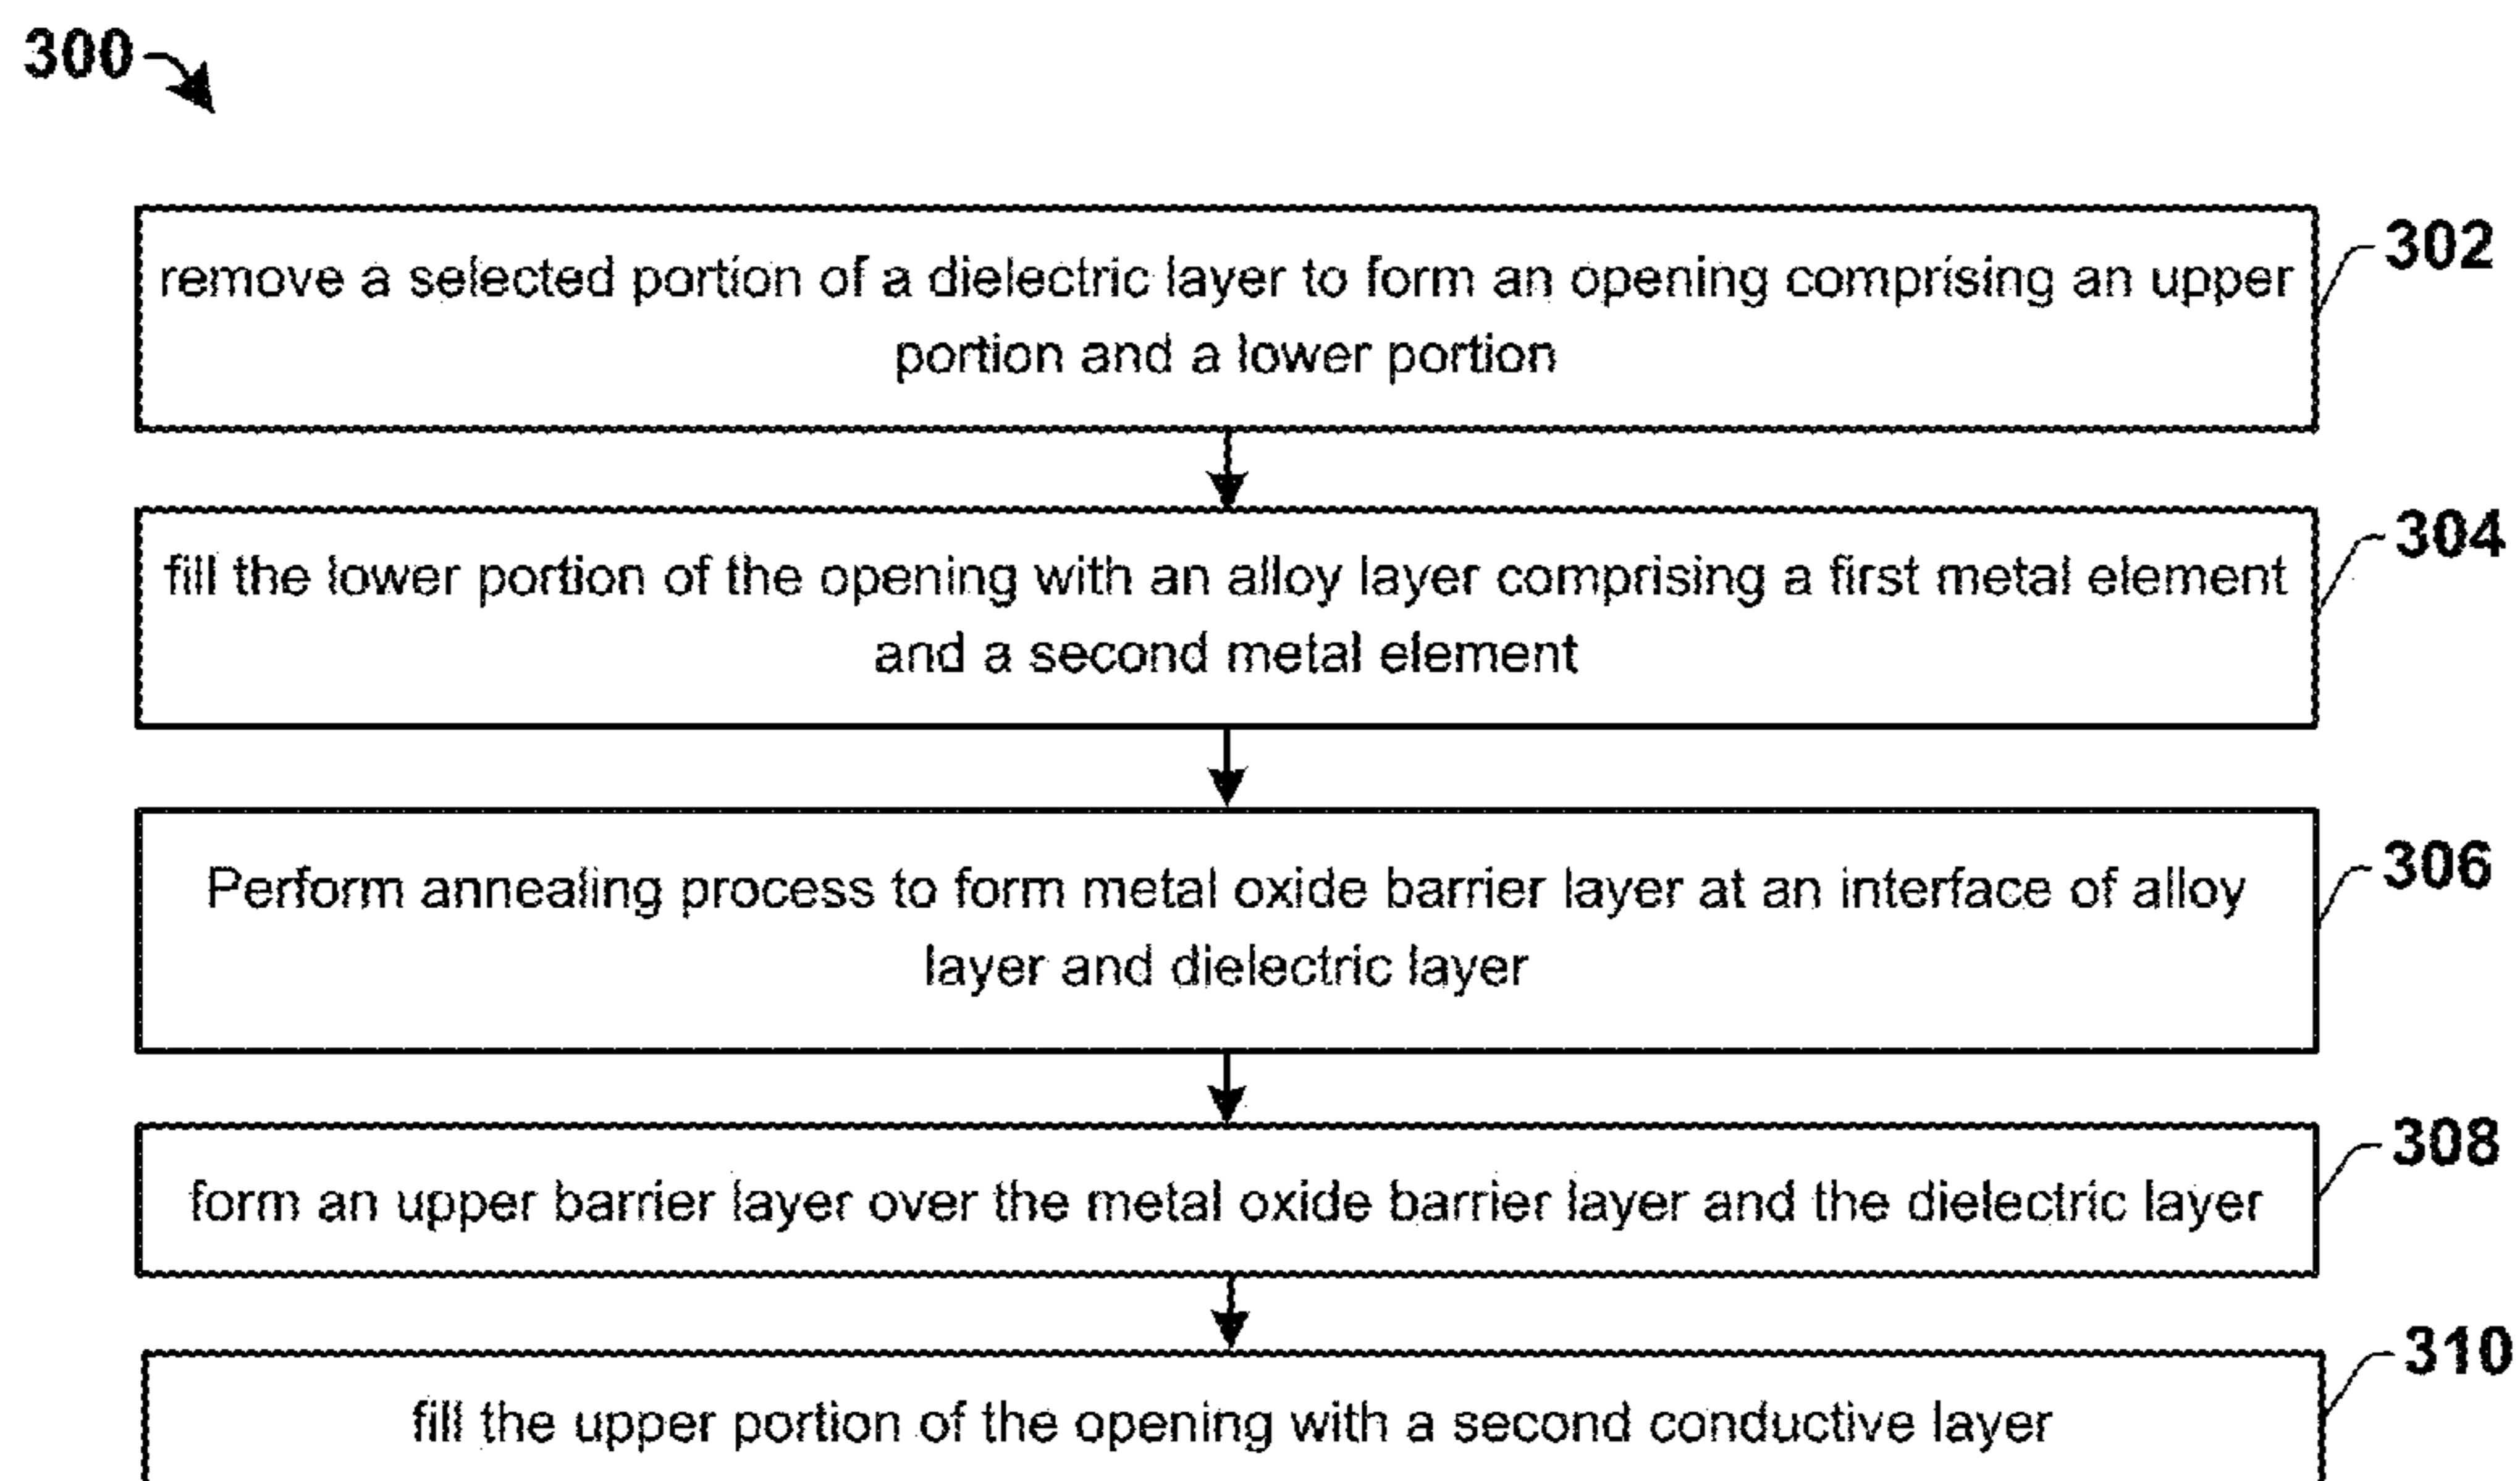 300
remove a selected portion of a dielectric layer to form an opening comprising an upper
portion and a lower portion
302
fill the lower portion of the opening with an alloy layer comprising a first metal element
and a second metal element
304
Perform annealing process to form metal oxide barrier layer at an interface of alloy
layer and dielectric layer
306
form an upper barrier layer over the metal oxide barrier layer and the dielectric layer
308
fill the upper portion of the opening with a second conductive layer
310